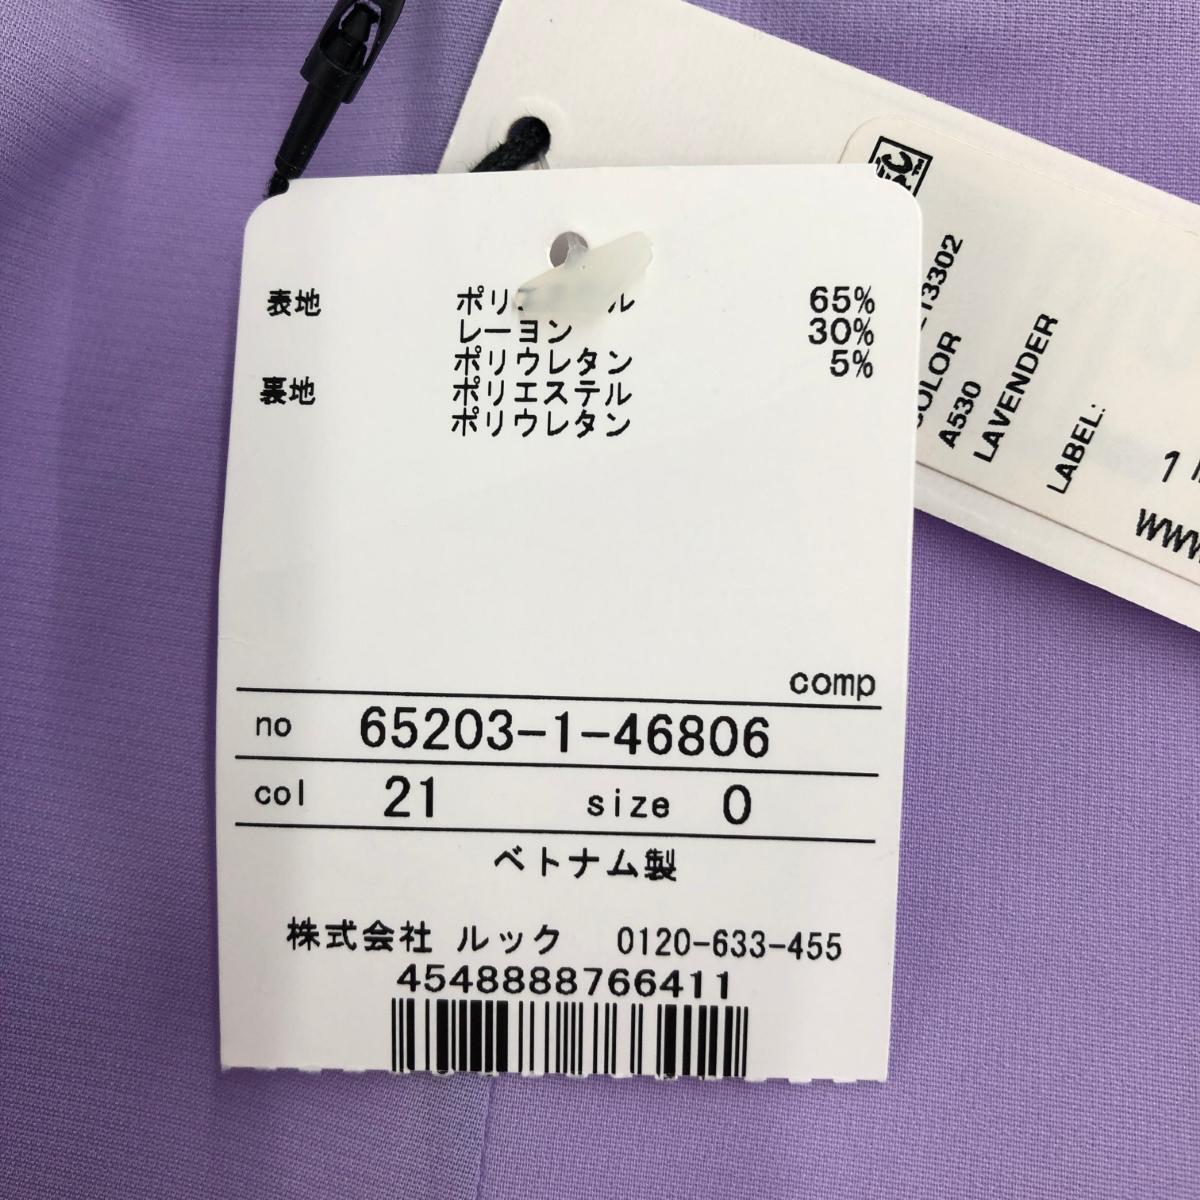 表地 65%
レーヨン 30%
ポリウレタン 5%
裏地 ポリエステル
ポリウレタン
comp
no 65203-1-46806
col 21 size 0
ベトナム製
株式会社 ルック 0120-633-455
4548888766411
13302
COLOR
A530
LAVENDER
LABEL:
1
www